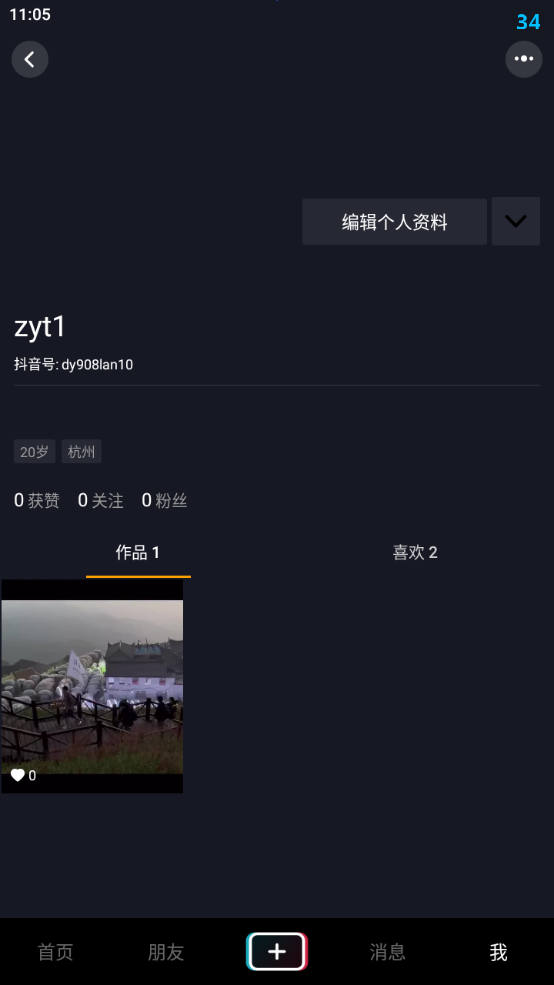 11:05
34
编辑个人资料
zyt1
抖音号: dy908lan10
20岁 杭州
0 获赞 0 关注 0 粉丝
作品 1 喜欢 2
0
首页 朋友 消息 我